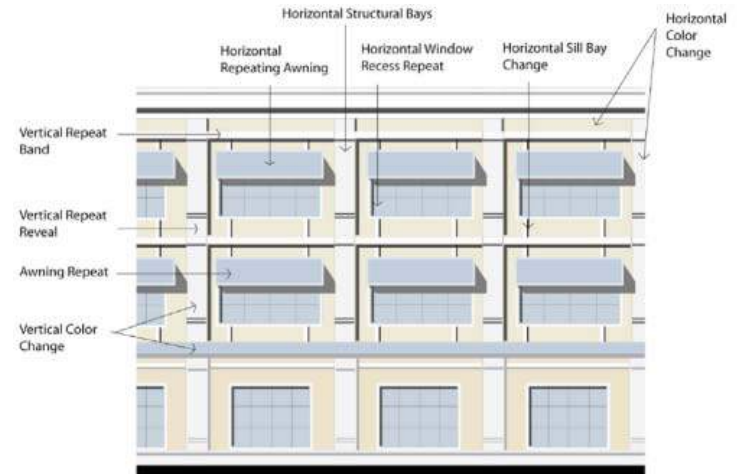 Horizontal Structural Bays
Horizontal
Color
Change
Horizontal
Repeating Awning
Horizontal Window
Recess Repeat
Horizontal Sill Bay
Change
Vertical Repeat
Band
Vertical Repeat
Reveal
Awning Repeat
Vertical Color
Change